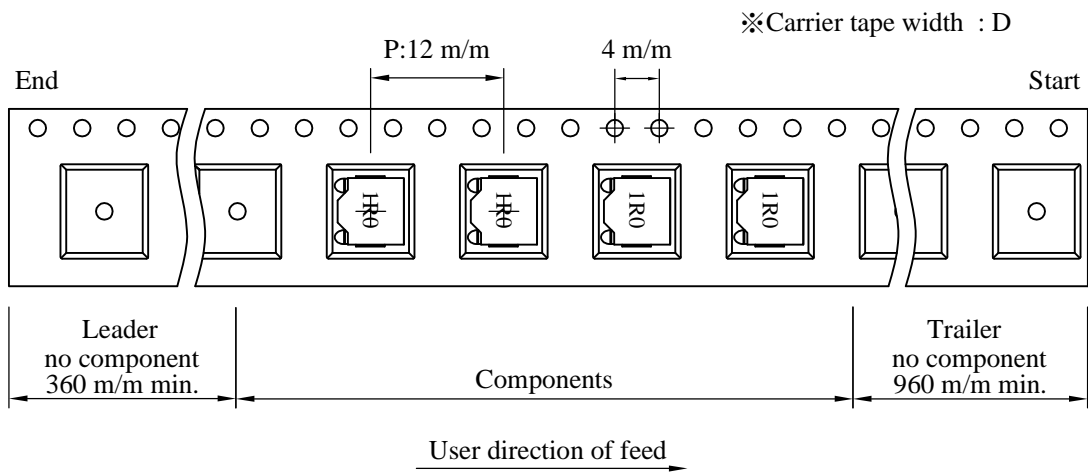 ※Carrier tape width : D
P:12 m/m
4 m/m
End
Start
1R0
1R0
1R0
1R0
Leader
no component
360 m/m min.
Components
Trailer
no component
960 m/m min.
User direction of feed